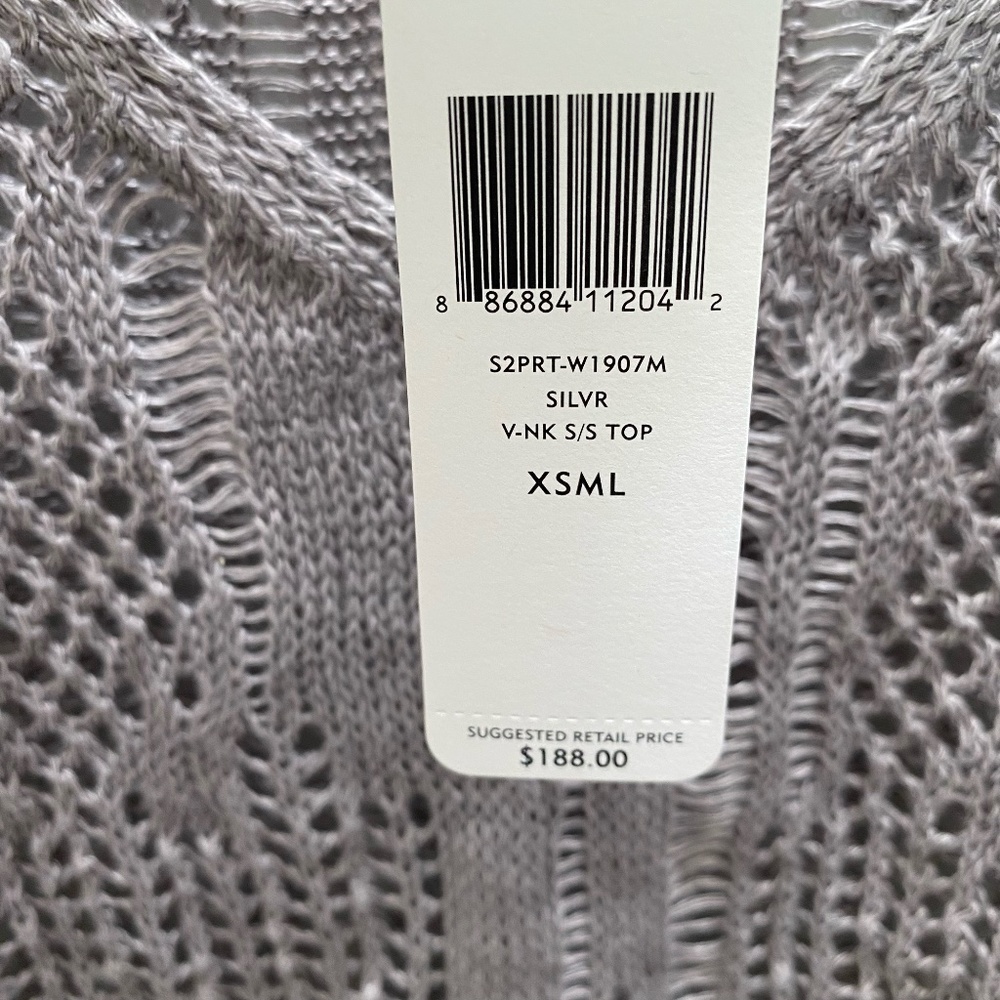 8 86884 11204 2
S2PRT-W1907M
SILVR
V-NK S/S TOP
XSML
SUGGESTED RETAIL PRICE
$188.00